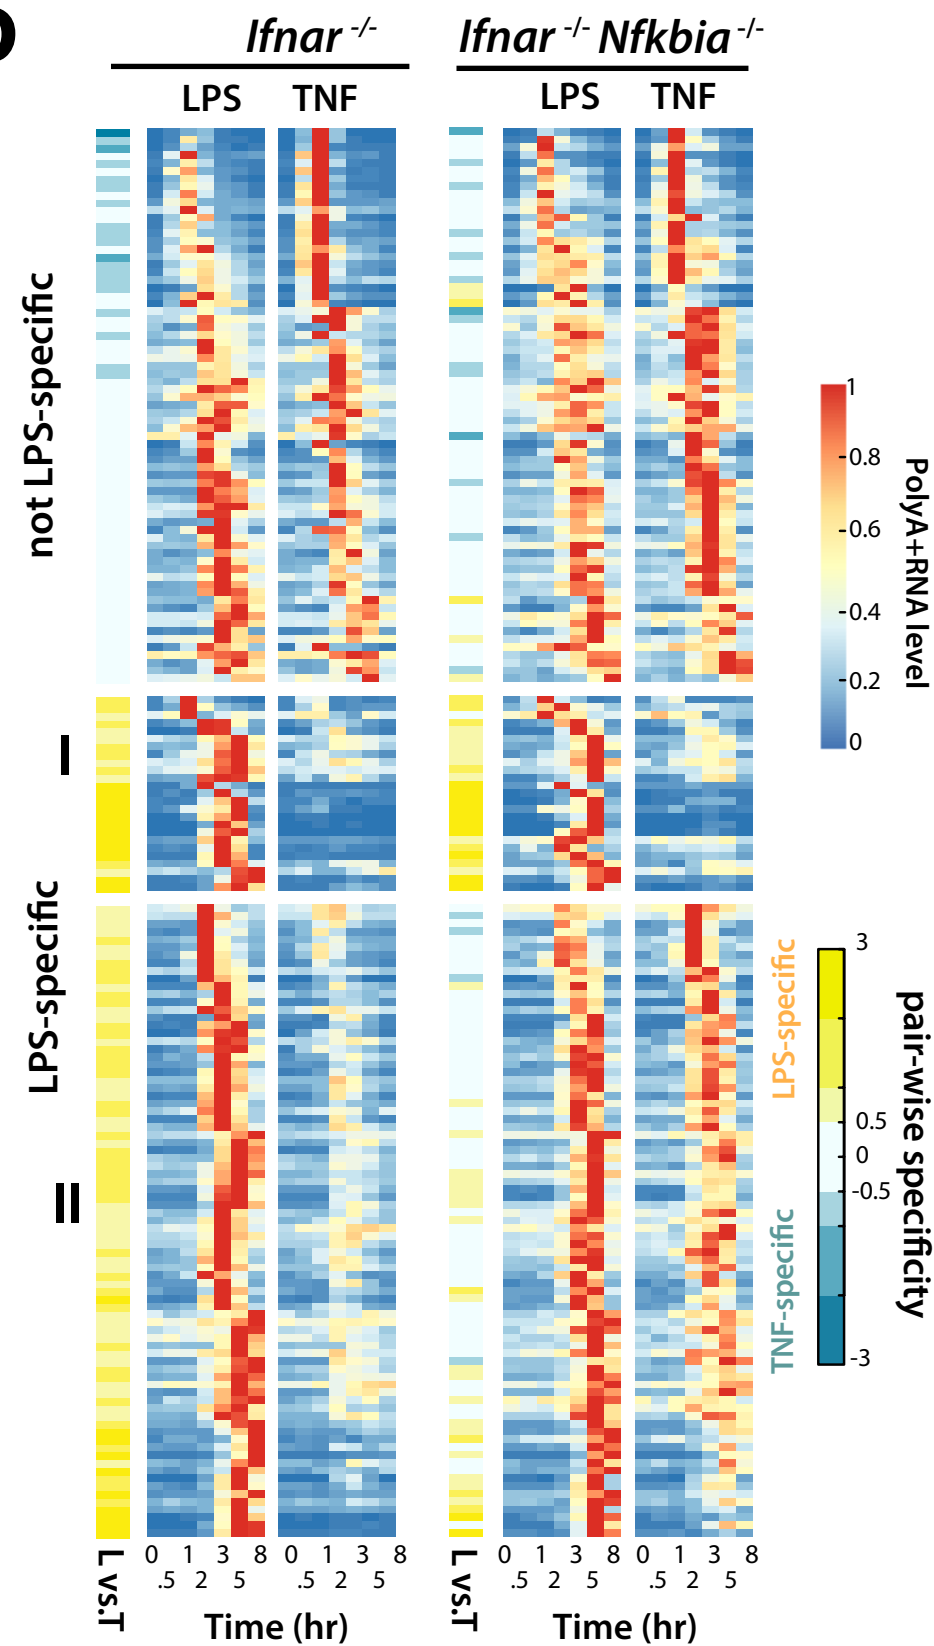 Ifnar -/-
Ifnar -/- Nfkbia -/-
LPS TNF
LPS TNF
not LPS-specific
LPS-specific
I
II
1
0.8
0.6
0.4
0.2
0
PolyA+RNA level
3
0.5
0
-0.5
-3
LPS-specific
TNF-specific
pair-wise specificity
L vs.T
0 .5 1 2 3 5 8
0 .5 1 2 3 5 8
Time (hr)
L vs.T
0 .5 1 2 3 5 8
0 .5 1 2 3 5 8
Time (hr)